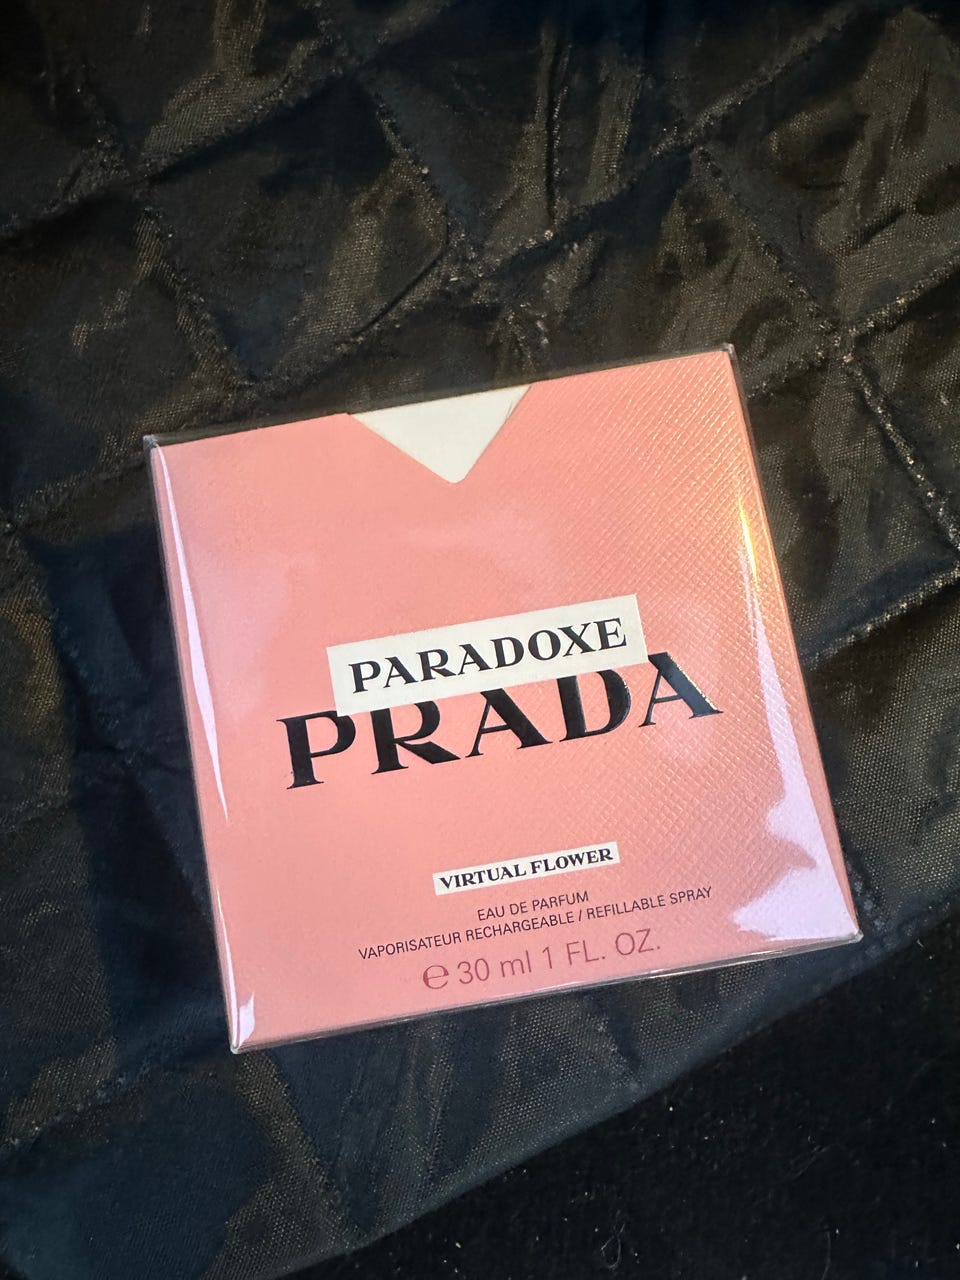 PARADOXE
PRADA
VIRTUAL FLOWER
EAU DE PARFUM
VAPORISATEUR RECHARGEABLE / REFILLABLE SPRAY
℮ 30 ml 1 FL. OZ.